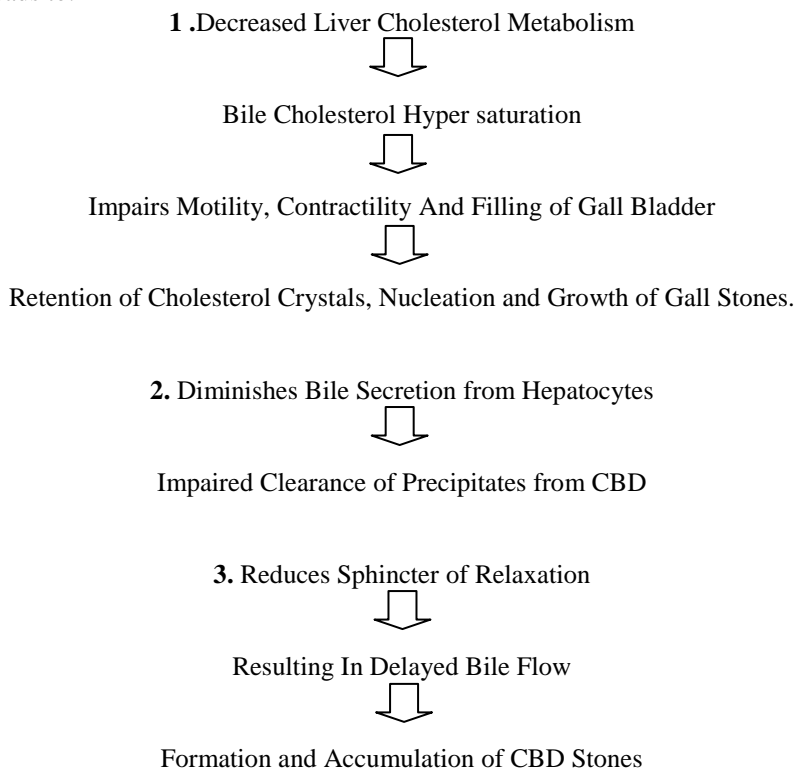 1 .Decreased Liver Cholesterol Metabolism
Bile Cholesterol Hyper saturation
Impairs Motility, Contractility And Filling of Gall Bladder
Retention of Cholesterol Crystals, Nucleation and Growth of Gall Stones.
2. Diminishes Bile Secretion from Hepatocytes
Impaired Clearance of Precipitates from CBD
3. Reduces Sphincter of Relaxation
Resulting In Delayed Bile Flow
Formation and Accumulation of CBD Stones